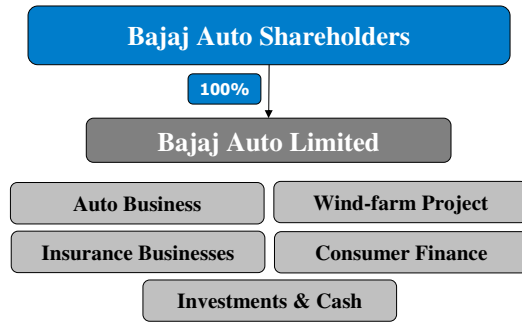 Bajaj Auto Shareholders
100%
Bajaj Auto Limited
Auto Business
Wind-farm Project
Insurance Businesses
Consumer Finance
Investments & Cash